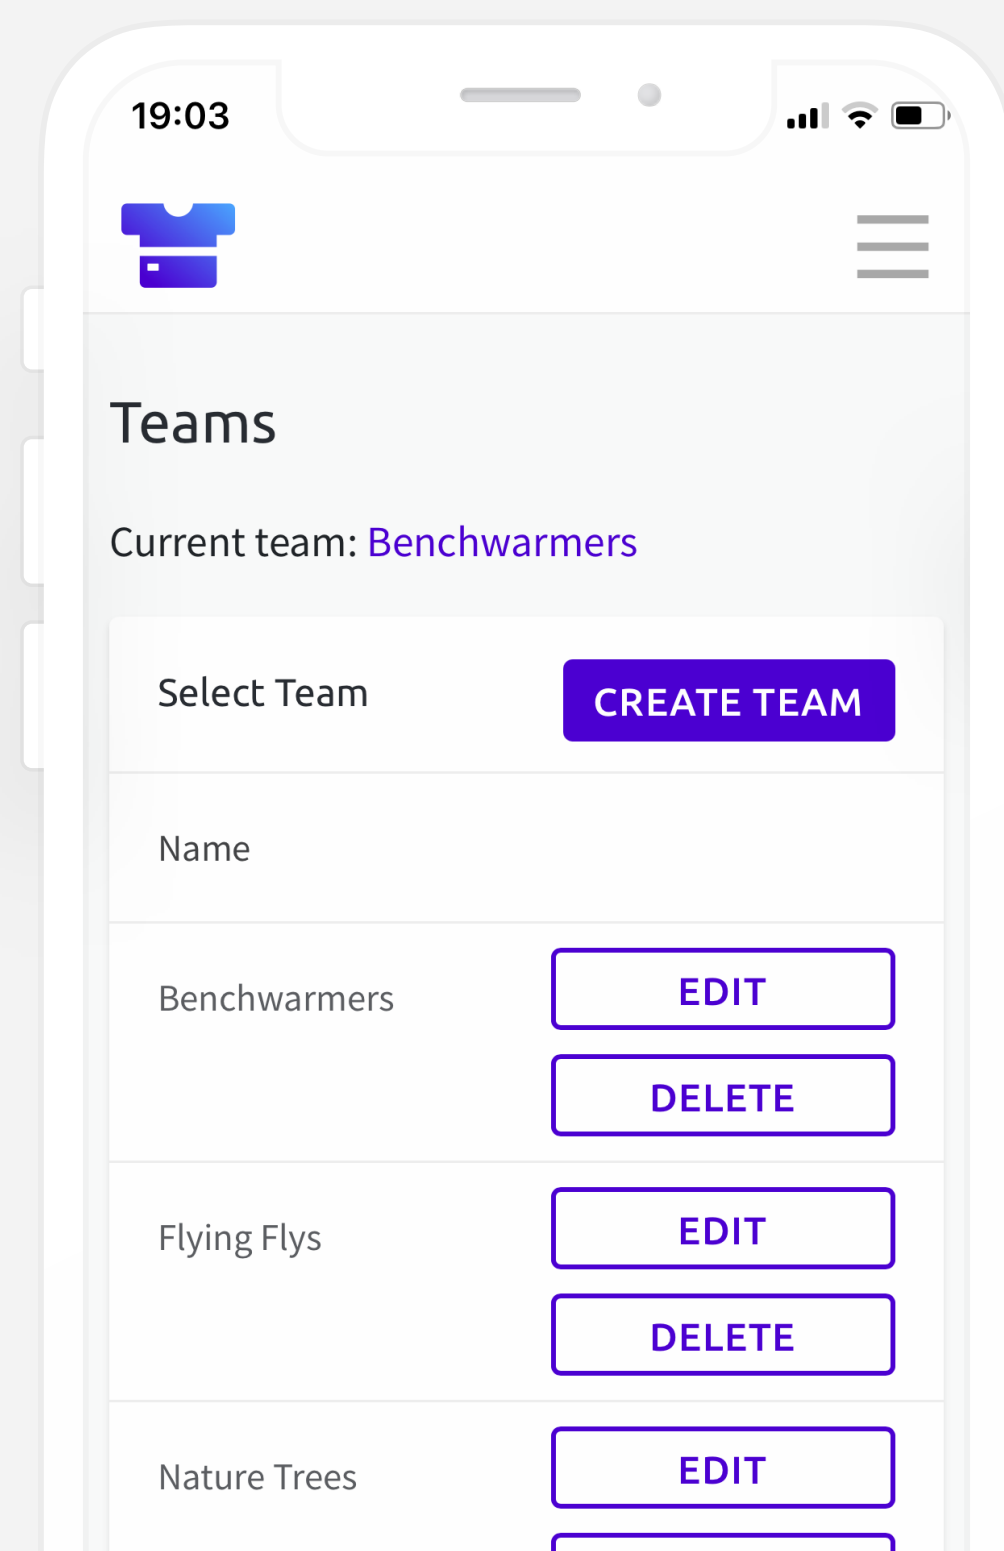 19:03
Teams
Current team: Benchwarmers
Select Team CREATE TEAM
Name
Benchwarmers EDIT
DELETE
Flying Flys EDIT
DELETE
Nature Trees EDIT